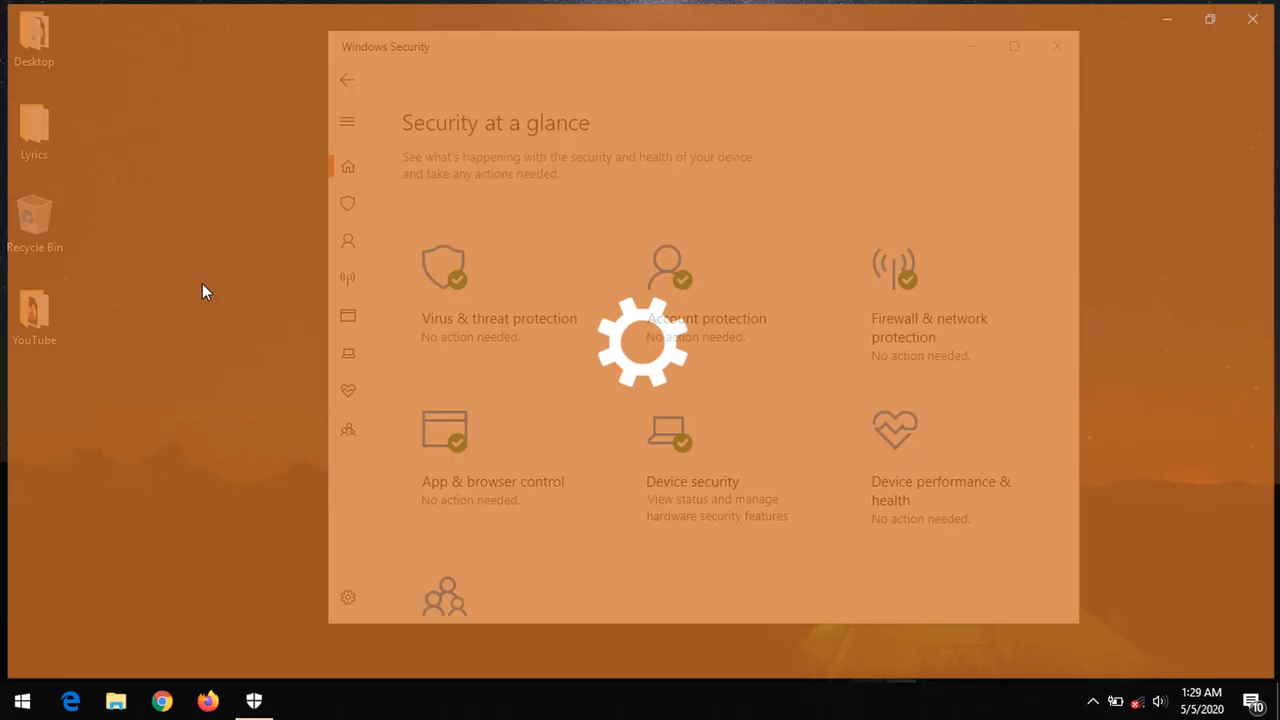 Desktop
Lyrics
Recycle Bin
YouTube
Windows Security
Security at a glance
See what's happening with the security and health of your device
and take any actions needed.
Virus & threat protection
No action needed.
Account protection
No action needed.
Firewall & network
protection
No action needed.
App & browser control
No action needed.
Device security
View status and manage
hardware security features
Device performance &
health
No action needed.
1:29 AM
5/5/2020
10